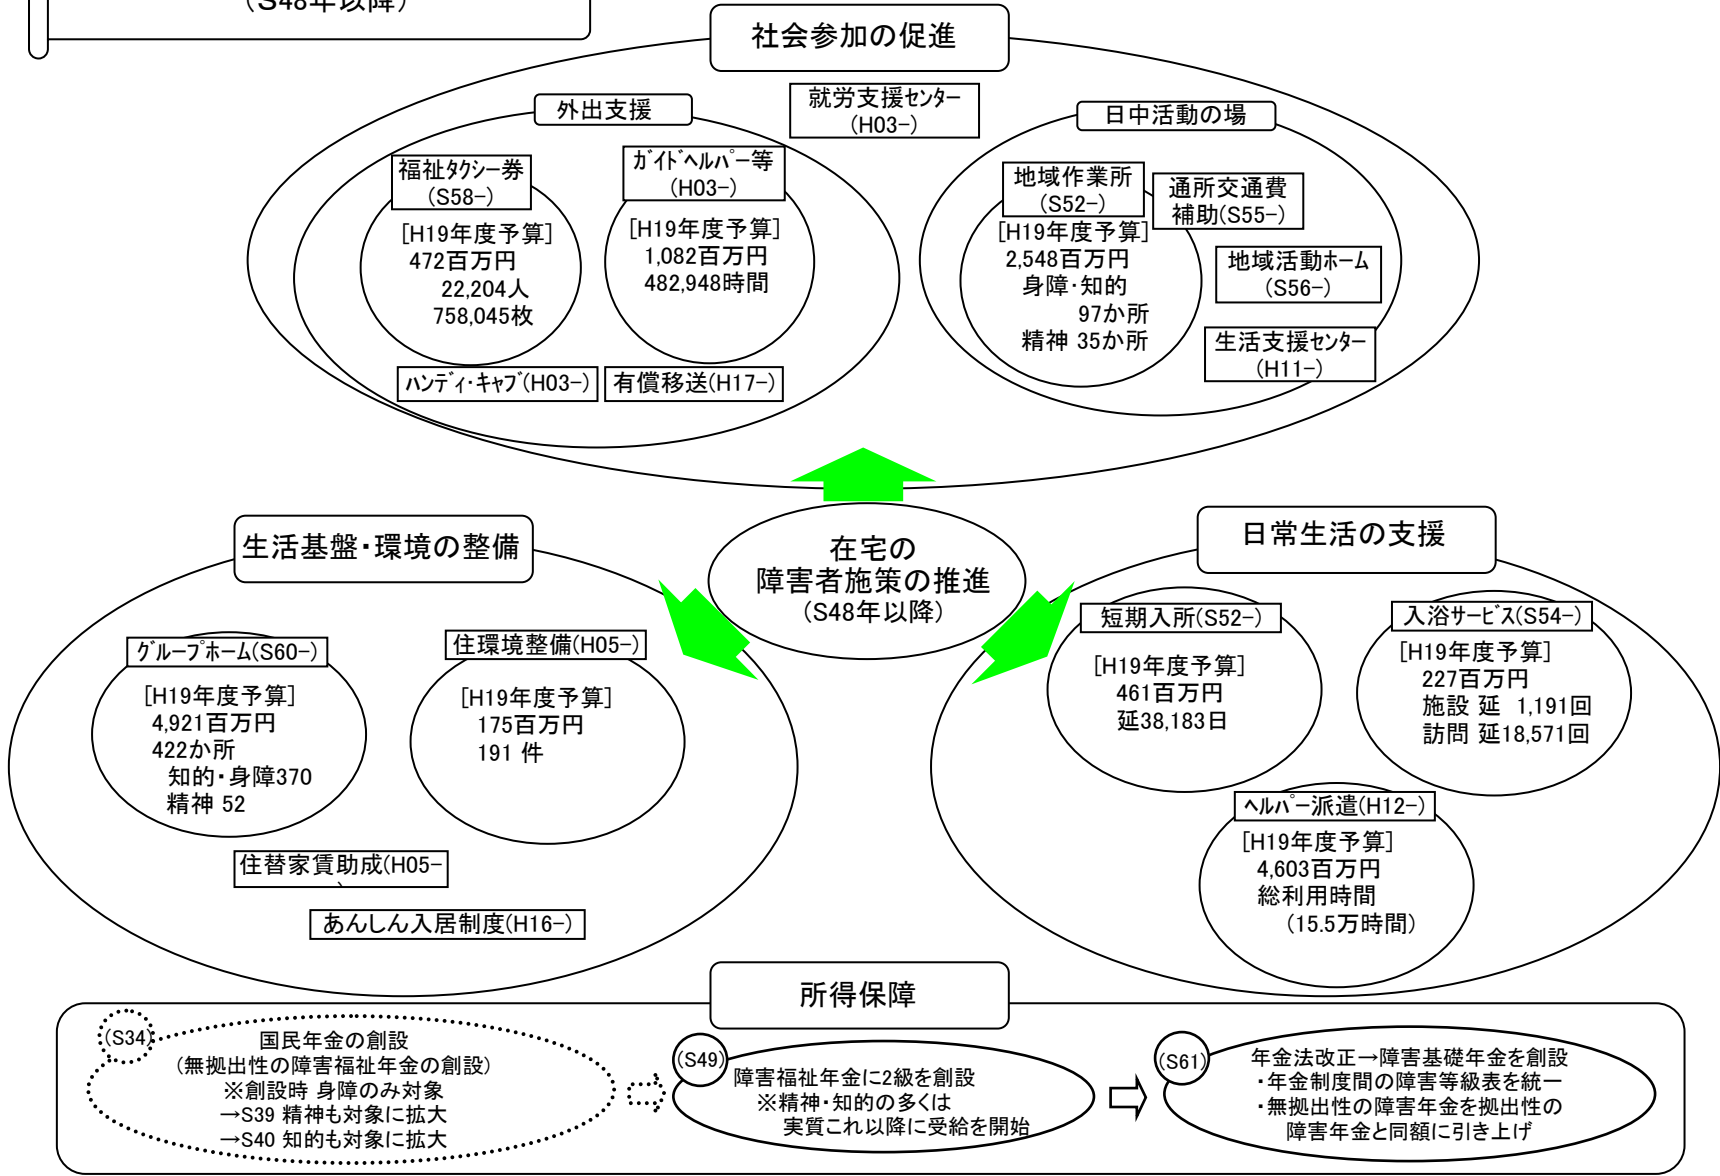 (S48年以降)
社会参加の促進
就労支援センター
(H03-)
外出支援
福祉タクシー券
(S58-)
[H19年度予算]
472百万円
22,204人
758,045枚
ガイドヘルパー等
(H03-)
[H19年度予算]
1,082百万円
482,948時間
ハンディ・キャブ(H03-)
有償移送(H17-)
日中活動の場
地域作業所
(S52-)
[H19年度予算]
2,548百万円
身障・知的
97か所
精神 35か所
通所交通費
補助(S55-)
地域活動ホーム
(S56-)
生活支援センター
(H11-)
在宅の
障害者施策の推進
(S48年以降)
生活基盤・環境の整備
グループホーム(S60-)
[H19年度予算]
4,921百万円
422か所
知的・身障370
精神 52
住環境整備(H05-)
[H19年度予算]
175百万円
191 件
住替家賃助成(H05-
)
あんしん入居制度(H16-)
日常生活の支援
短期入所(S52-)
[H19年度予算]
461百万円
延38,183日
入浴サービス(S54-)
[H19年度予算]
227百万円
施設 延 1,191回
訪問 延18,571回
ヘルパー派遣(H12-)
[H19年度予算]
4,603百万円
総利用時間
(15.5万時間)
所得保障
(S34)
国民年金の創設
(無拠出性の障害福祉年金の創設)
※創設時 身障のみ対象
→S39 精神も対象に拡大
→S40 知的も対象に拡大
(S49)
障害福祉年金に2級を創設
※精神・知的の多くは
実質これ以降に受給を開始
(S61)
年金法改正→障害基礎年金を創設
・年金制度間の障害等級表を統一
・無拠出性の障害年金を拠出性の
障害年金と同額に引き上げ